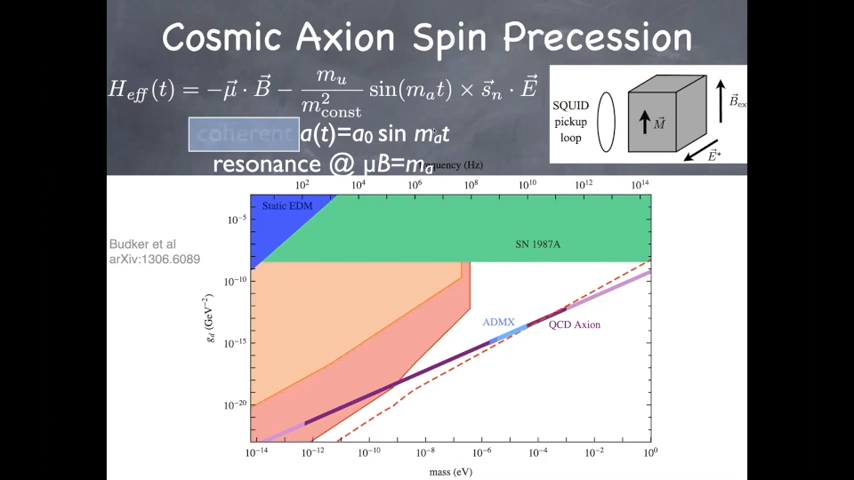 Cosmic Axion Spin Precession
H_eff(t) = −μ⃗ · B⃗ − m_u / m²_const sin(m_a t) × s⃗_n · E⃗
coherent a(t)=a₀ sin mₐt
resonance @ μB=mₐ
SQUID
pickup
loop
M⃗
B⃗_ex
E⃗*
Budker et al
arXiv:1306.6089
equency (Hz)
10² 10⁴ 10⁶ 10⁸ 10¹⁰ 10¹² 10¹⁴
Static EDM
SN 1987A
ADMX
QCD Axion
g_d (GeV⁻²)
10⁻⁵
10⁻¹⁰
10⁻¹⁵
10⁻²⁰
10⁻¹⁴ 10⁻¹² 10⁻¹⁰ 10⁻⁸ 10⁻⁶ 10⁻⁴ 10⁻² 10⁰
mass (eV)